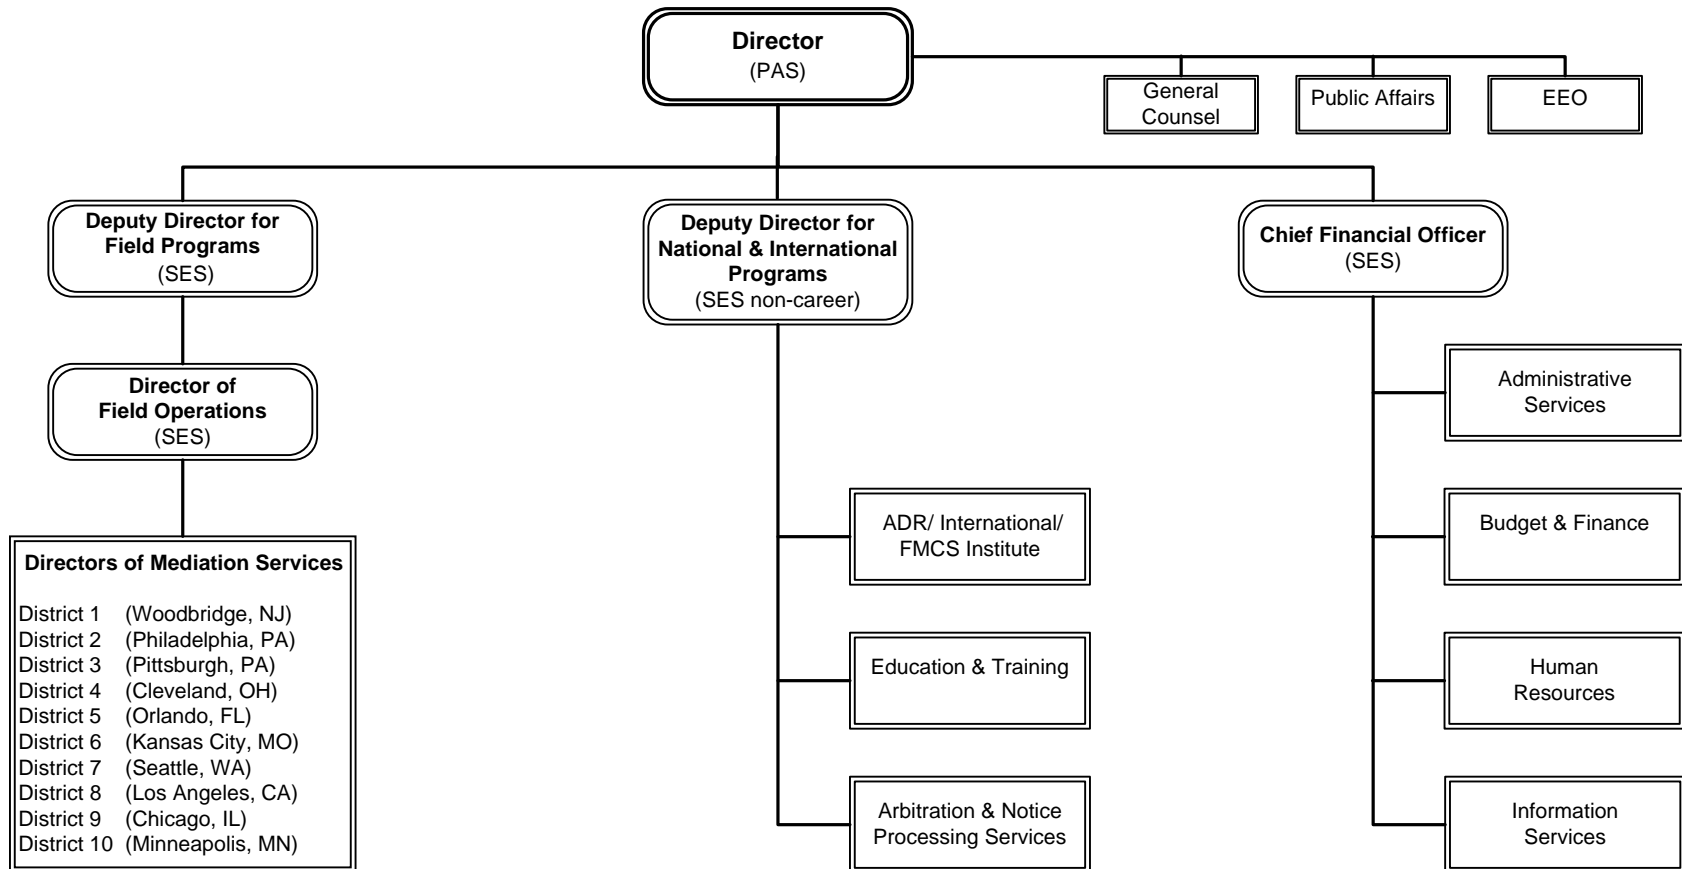 Director
(PAS)
General
Counsel
Public Affairs
EEO
Deputy Director for
Field Programs
(SES)
Deputy Director for
National & International
Programs
(SES non-career)
Chief Financial Officer
(SES)
Director of
Field Operations
(SES)
Administrative
Services
ADR/ International/
FMCS Institute
Budget & Finance
Directors of Mediation Services
District 1 (Woodbridge, NJ)
District 2 (Philadelphia, PA)
District 3 (Pittsburgh, PA)
District 4 (Cleveland, OH)
District 5 (Orlando, FL)
District 6 (Kansas City, MO)
District 7 (Seattle, WA)
District 8 (Los Angeles, CA)
District 9 (Chicago, IL)
District 10 (Minneapolis, MN)
Education & Training
Human
Resources
Arbitration & Notice
Processing Services
Information
Services